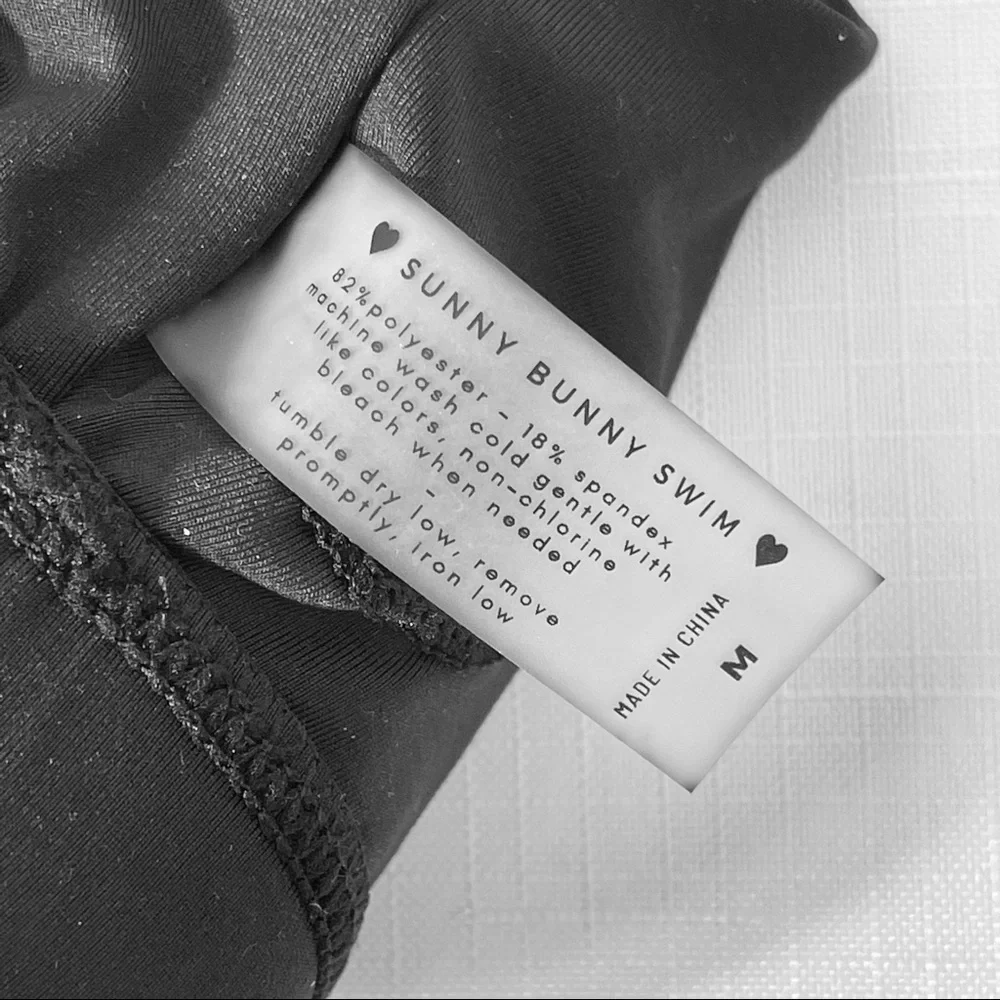 ♥ SUNNY BUNNY SWIM ♥
82%polyester - 18% spandex
machine wash cold gentle with
like colors, non-chlorine
bleach when needed
-
tumble dry low, remove
promptly, iron low
MADE IN CHINA
M